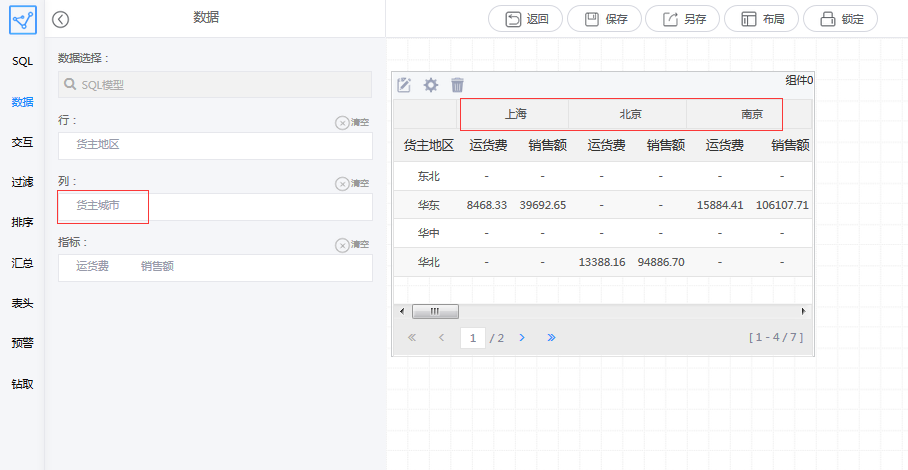 数据
返回 保存 另存 布局 锁定
SQL
数据
交互
过滤
排序
汇总
表头
预警
钻取
数据选择：
SQL模型
行： 清空
货主地区
列： 清空
货主城市
指标： 清空
运货费 销售额
组件0
上海 北京 南京
货主地区 运货费 销售额 运货费 销售额 运货费 销售额
东北 - - - - - -
华东 8468.33 39692.65 - - 15884.41 106107.71
华中 - - - - - -
华北 - - 13388.16 94886.70 - -
1 / 2 [ 1 - 4 / 7 ]